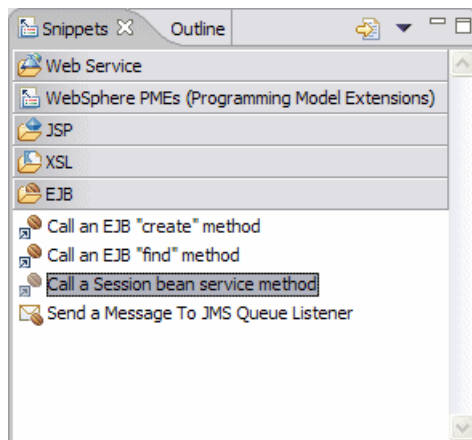 Snippets Outline
Web Service
WebSphere PMEs (Programming Model Extensions)
JSP
XSL
EJB
Call an EJB "create" method
Call an EJB "find" method
Call a Session bean service method
Send a Message To JMS Queue Listener